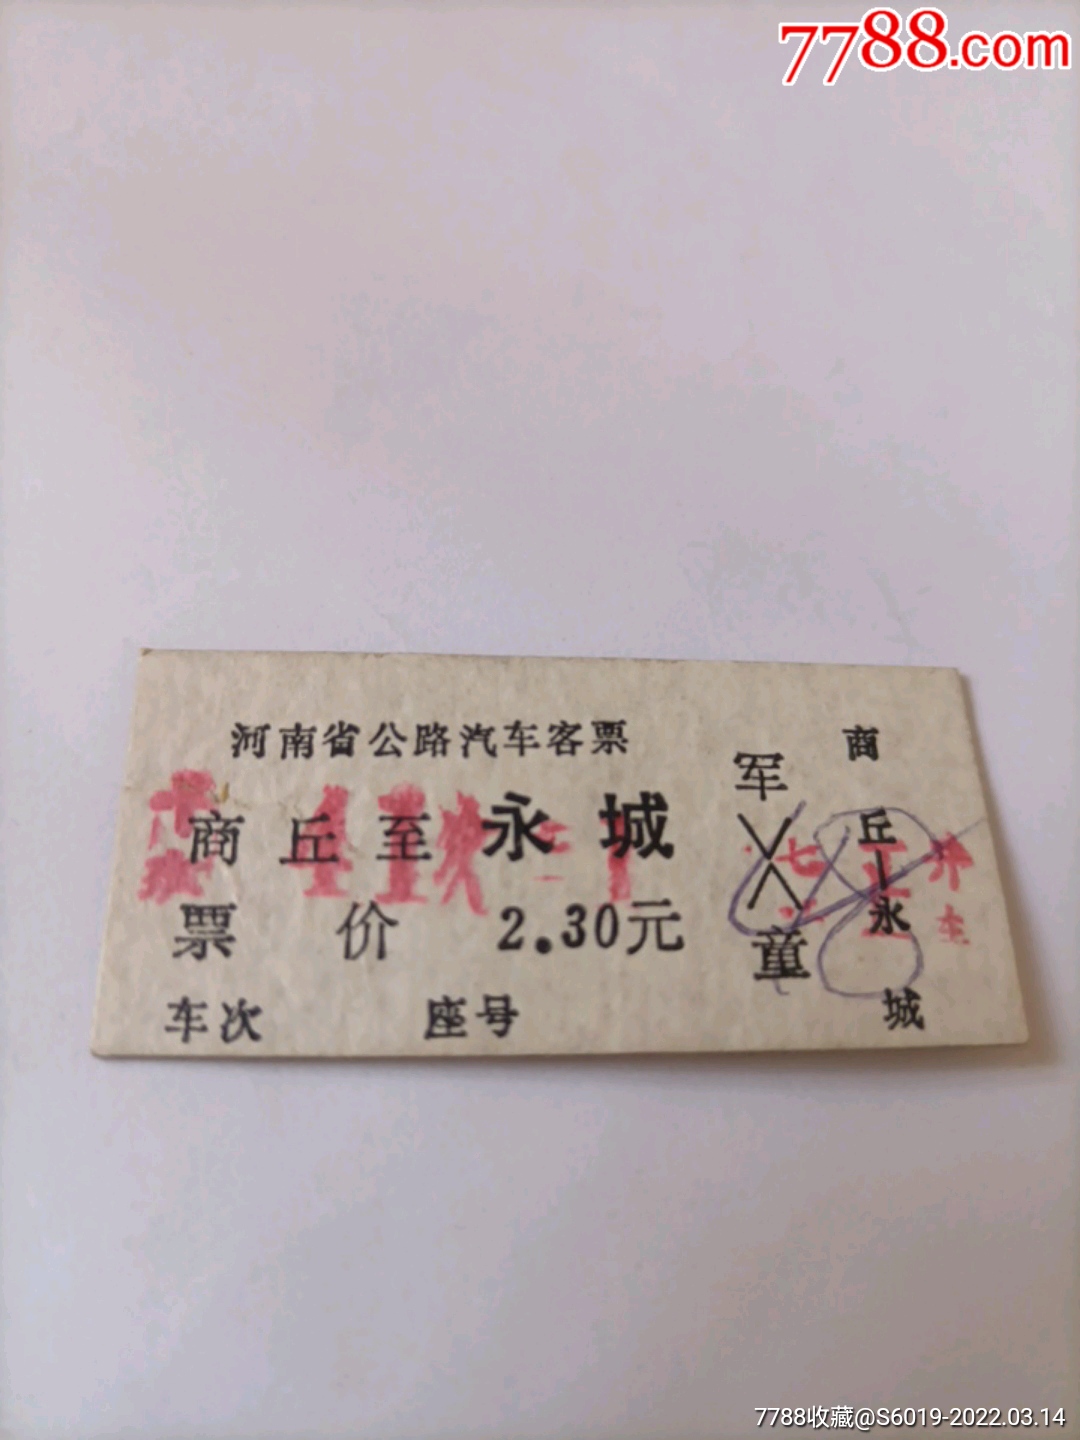 7788.com
河南省公路汽车客票
商丘至永城
票价 2.30元
车次 座号
军
童
商丘—永城
7788收藏@S6019-2022.03.14